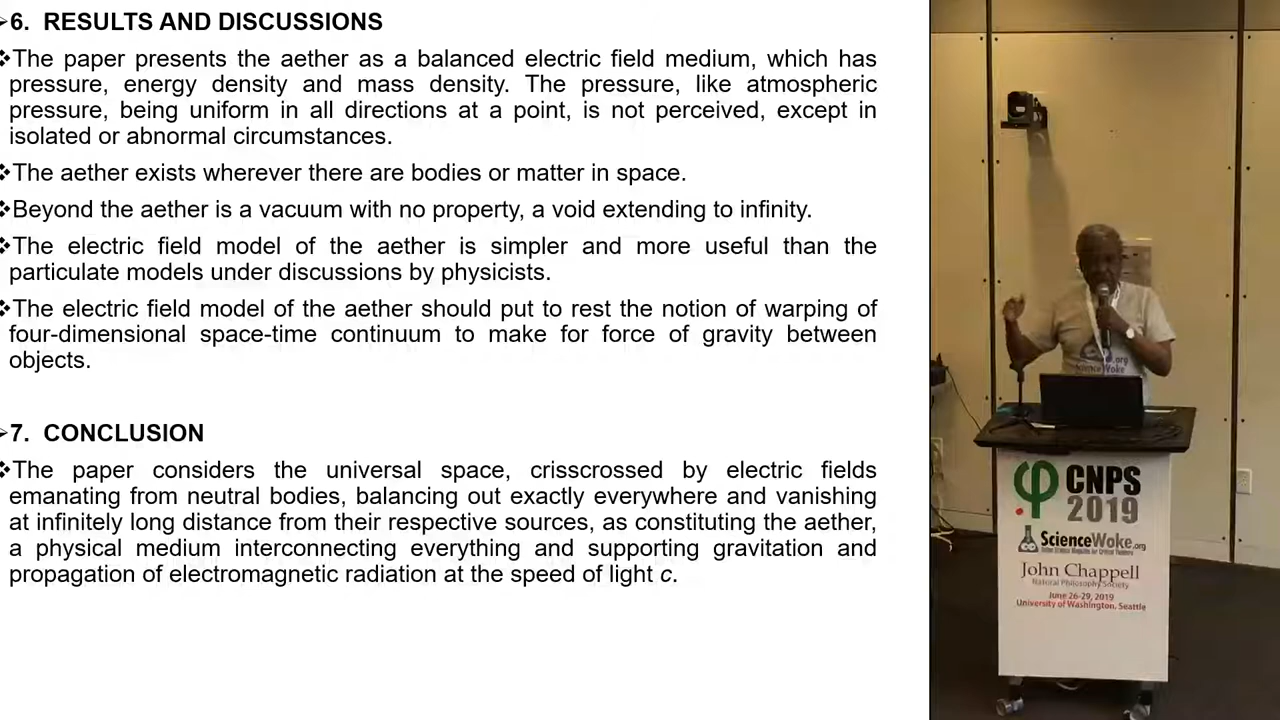 6. RESULTS AND DISCUSSIONS
The paper presents the aether as a balanced electric field medium, which has
pressure, energy density and mass density. The pressure, like atmospheric
pressure, being uniform in all directions at a point, is not perceived, except in
isolated or abnormal circumstances.
The aether exists wherever there are bodies or matter in space.
Beyond the aether is a vacuum with no property, a void extending to infinity.
The electric field model of the aether is simpler and more useful than the
particulate models under discussions by physicists.
The electric field model of the aether should put to rest the notion of warping of
four-dimensional space-time continuum to make for force of gravity between
objects.
7. CONCLUSION
The paper considers the universal space, crisscrossed by electric fields
emanating from neutral bodies, balancing out exactly everywhere and vanishing
at infinitely long distance from their respective sources, as constituting the aether,
a physical medium interconnecting everything and supporting gravitation and
propagation of electromagnetic radiation at the speed of light c.
CNPS
2019
ScienceWoke.org
John Chappell
Natural Philosophy Society
June 26-29, 2019
University of Washington, Seattle